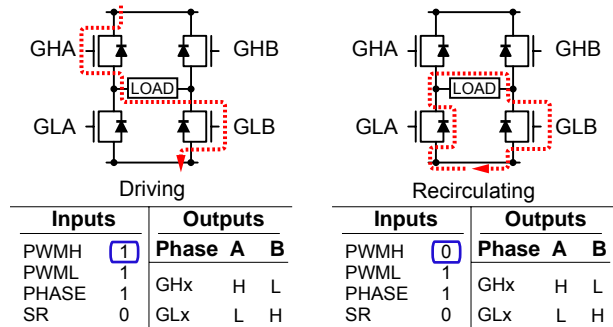 GHA
GHB
LOAD
GLA
GLB
Driving
Inputs Outputs
PWMH 1 Phase A B
PWML 1
PHASE 1 GHx H L
SR 0 GLx L H
GHA
GHB
LOAD
GLA
GLB
Recirculating
Inputs Outputs
PWMH 0 Phase A B
PWML 1
PHASE 1 GHx H L
SR 0 GLx L H